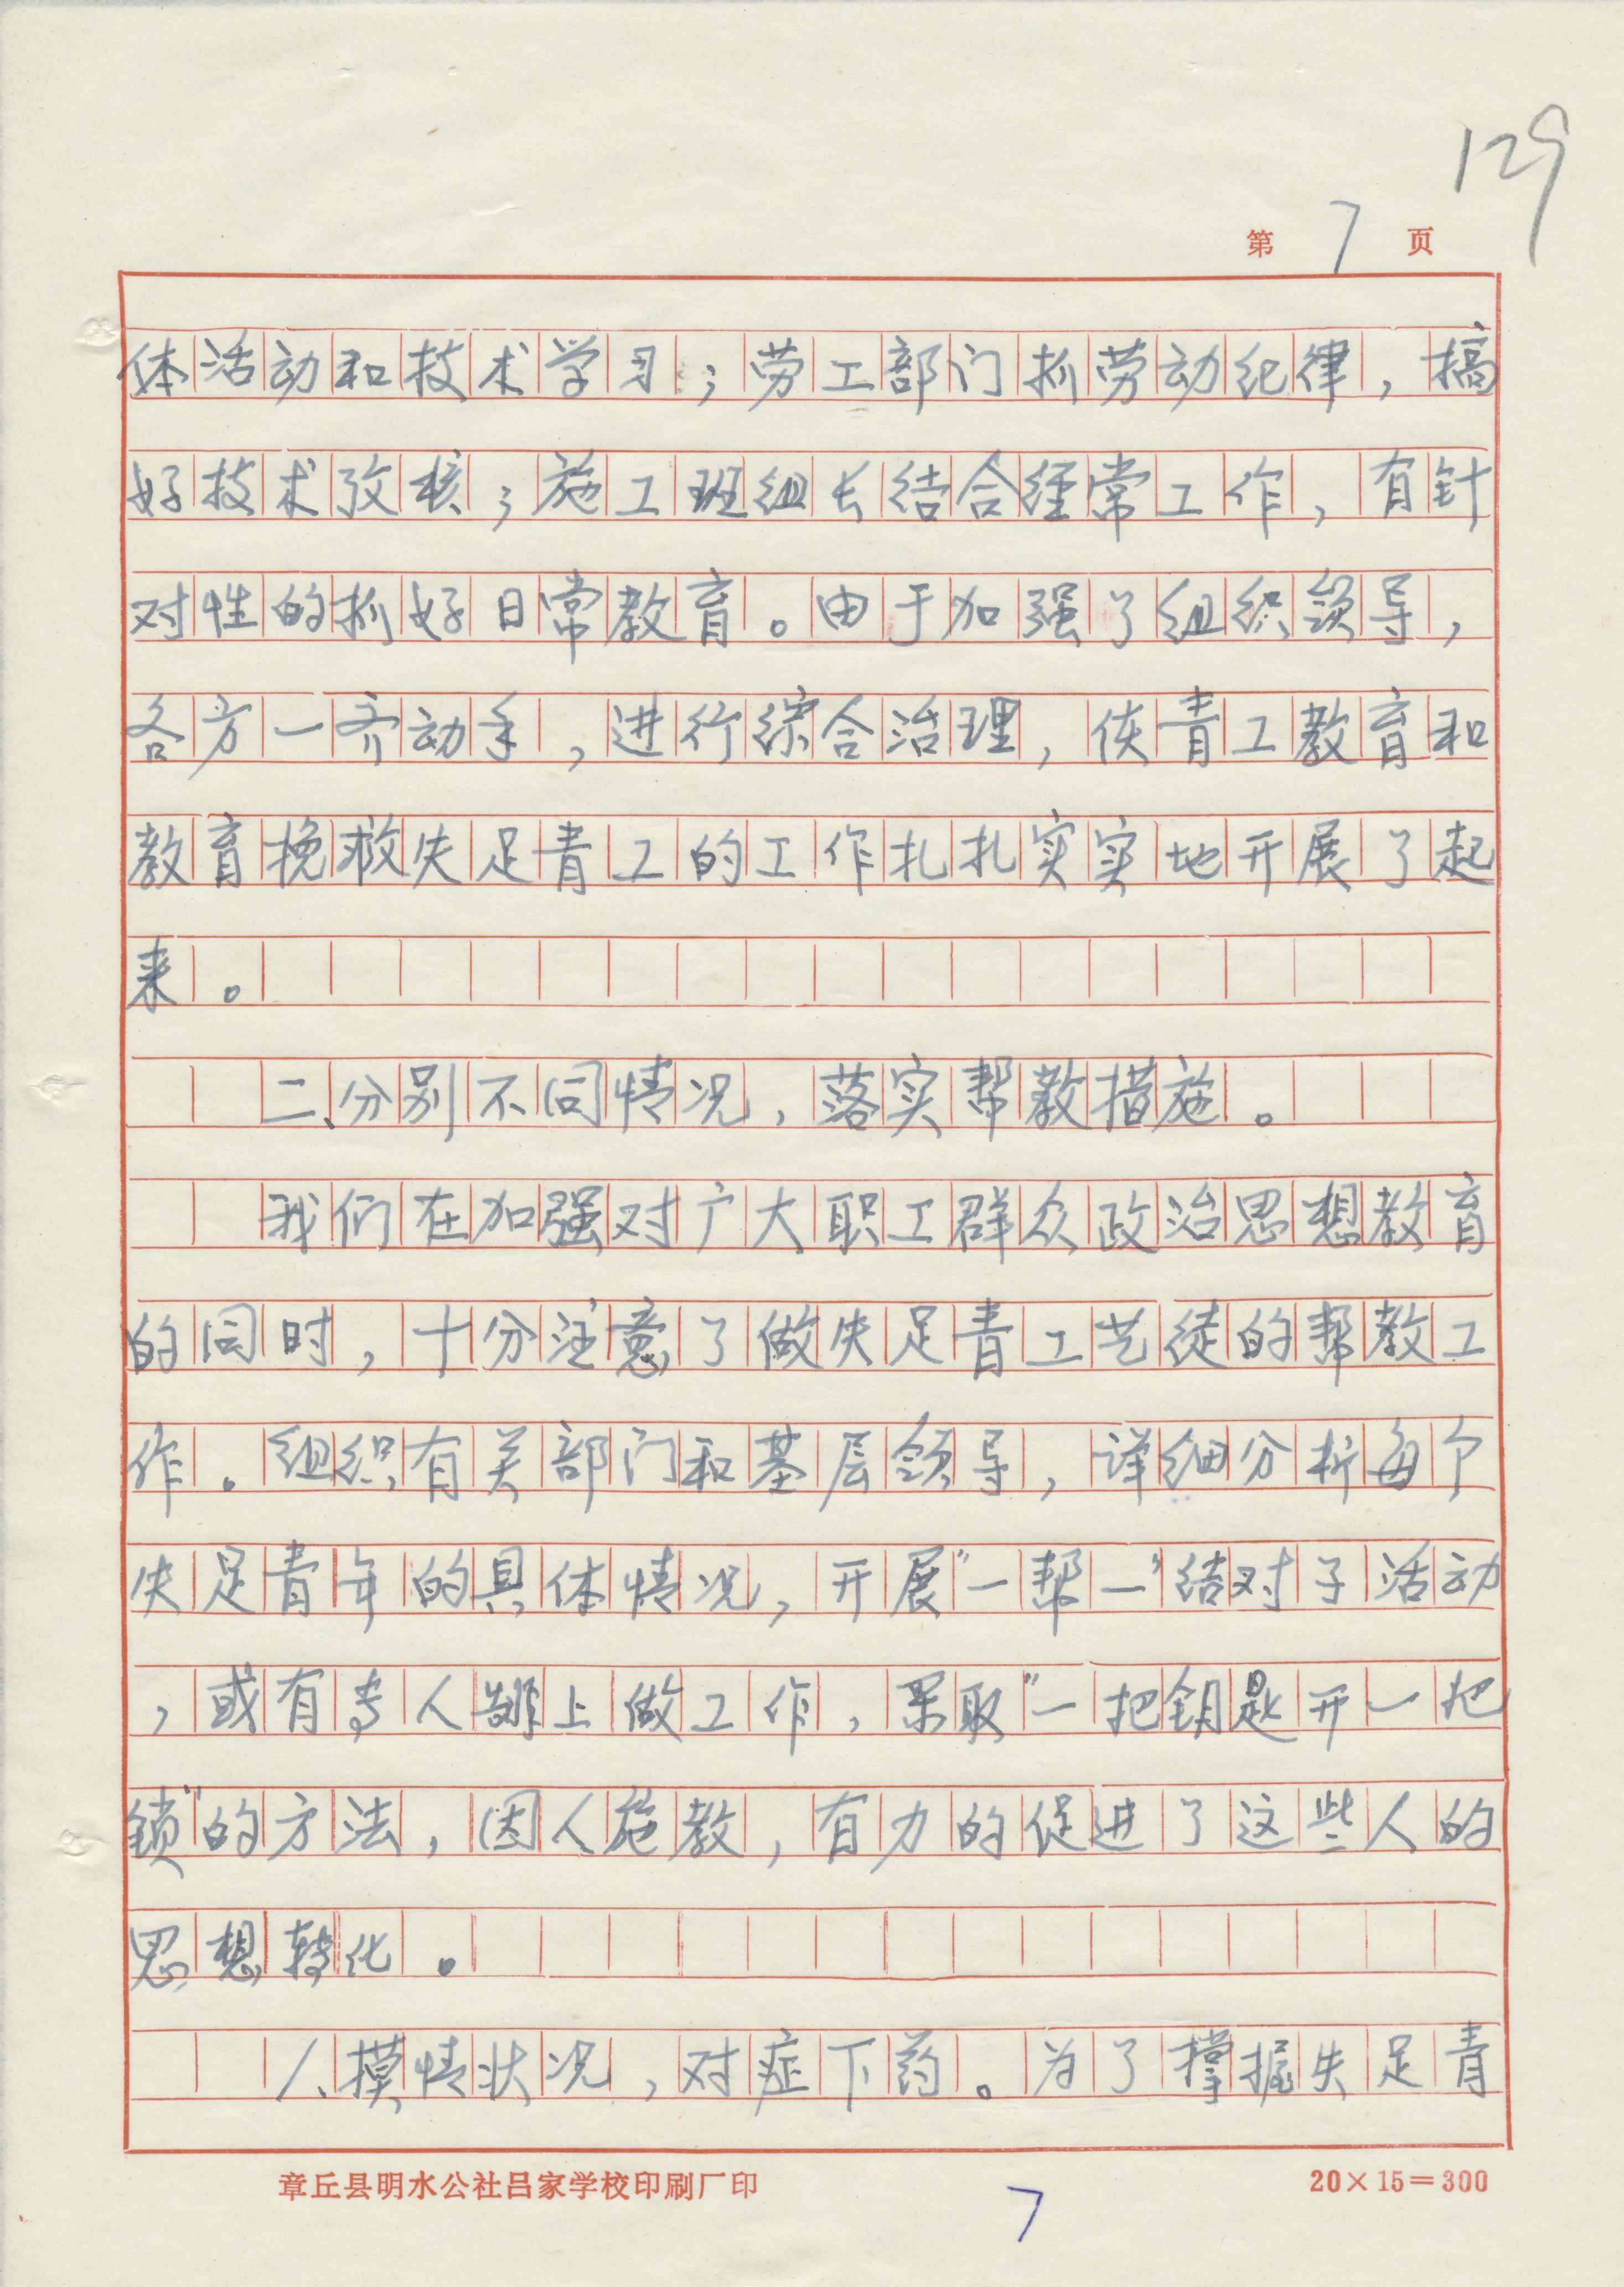 129
第 7 页
体活动和技术学习；劳工部门抓劳动纪律，搞
好技术攷核；施工班组长结合经常工作，有针
对性的抓好日常教育。由于加强了组织领导，
各方一齐动手，进行综合治理，使青工教育和
教育挽救失足青工的工作扎扎实实地开展了起
来。
二、分别不同情况，落实帮教措施。
我们在加强对广大职工群众政治思想教育
的同时，十分注意了做失足青工艺徒的帮教工
作。组织有关部门和基层领导，详细分析每个
失足青年的具体情况，开展"一帮一"结对子活动
，或有专人靠上做工作，采取"一把钥匙开一把
锁"的方法，因人施教，有力的促进了这些人的
思想转化。
1、摸情状况，对症下药。为了撑握失足青
章丘县明水公社吕家学校印刷厂印
20×15=300
7